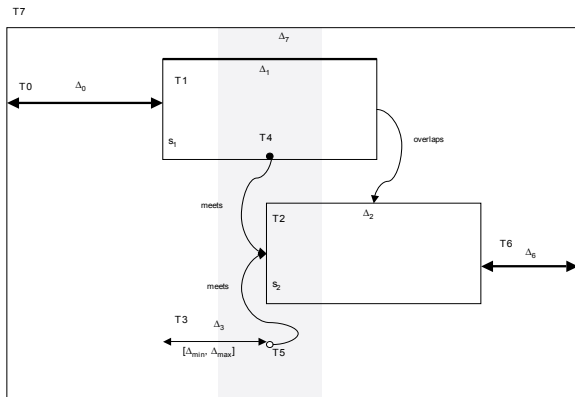 T7
Δ7
Δ1
T0
Δ0
T1
T4
s1
overlaps
meets
Δ2
T2
T6
Δ6
s2
meets
T3
Δ3
[Δmin, Δmax]
T5